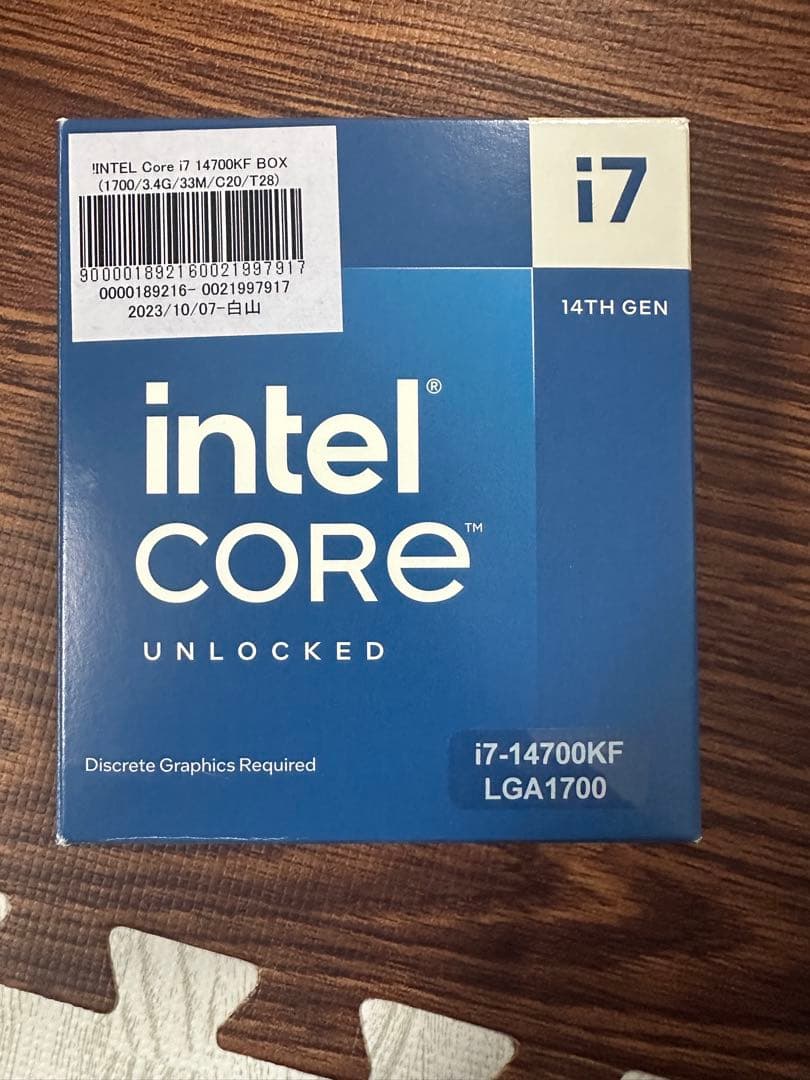 !INTEL Core i7 14700KF BOX
(1700/3.4G/33M/C20/T28)
900001892160021997917
0000189216- 0021997917
2023/10/07-白山
i7
14TH GEN
intel®
CORe™
UNLOCKED
Discrete Graphics Required
i7-14700KF
LGA1700